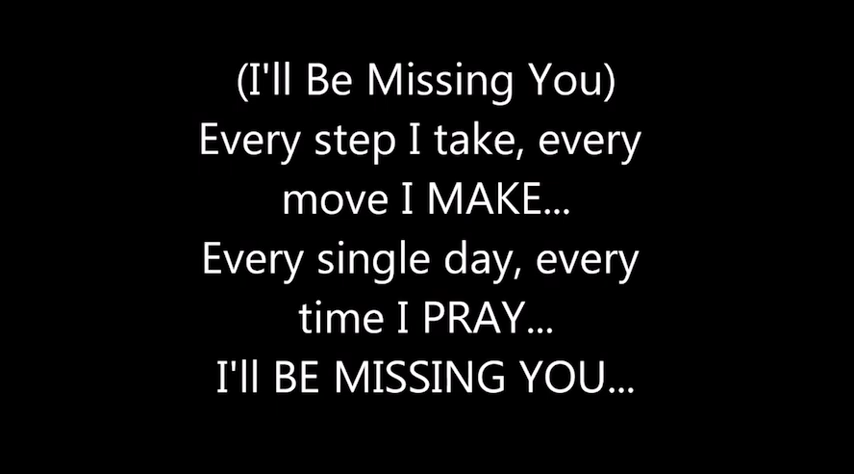 (I'll Be Missing You)
Every step I take, every
move I MAKE...
Every single day, every
time I PRAY...
I'll BE MISSING YOU...